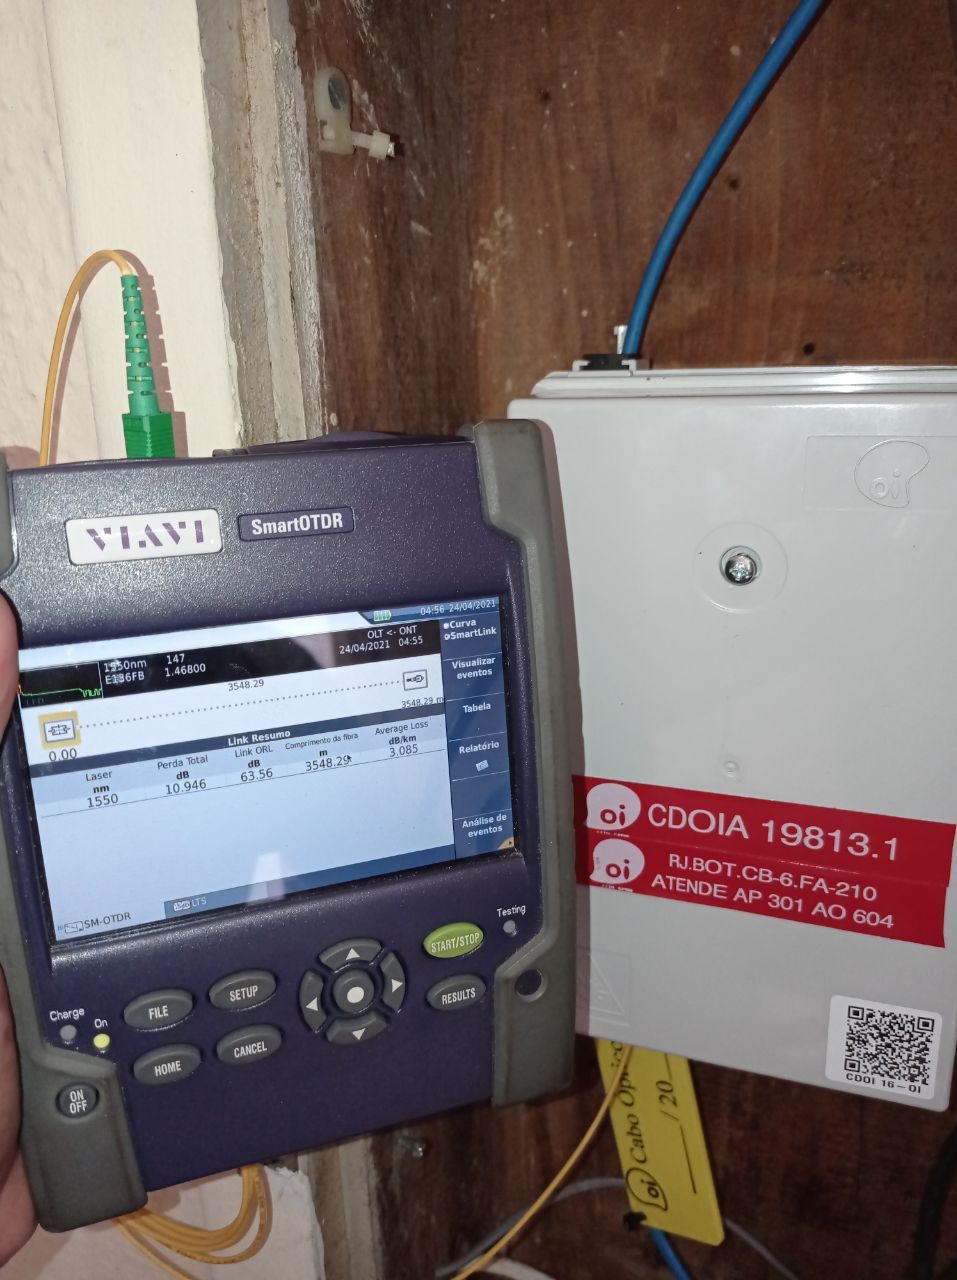 VIAVI
SmartOTDR
04:56 24/04/2021
1550nm 147
E136FB 1.46800
OLT <- ONT
24/04/2021 04:55
Curva
SmartLink
Visualizar
eventos
Tabela
Relatório
Análise de
eventos
3548.29
3548.29 m
0.00
Link Resumo
Laser Perda Total Link ORL Comprimento da fibra Average Loss
nm dB dB m dB/km
1550 10.946 63.56 3548.29 3.085
SM-OTDR
LTS
Testing
START/STOP
FILE
SETUP
RESULTS
Charge
On
HOME
CANCEL
ON
OFF
oi
oi CDOIA 19813.1
oi RJ.BOT.CB-6.FA-210
ATENDE AP 301 AO 604
CDOI 16-OI
oi Cabo
/20